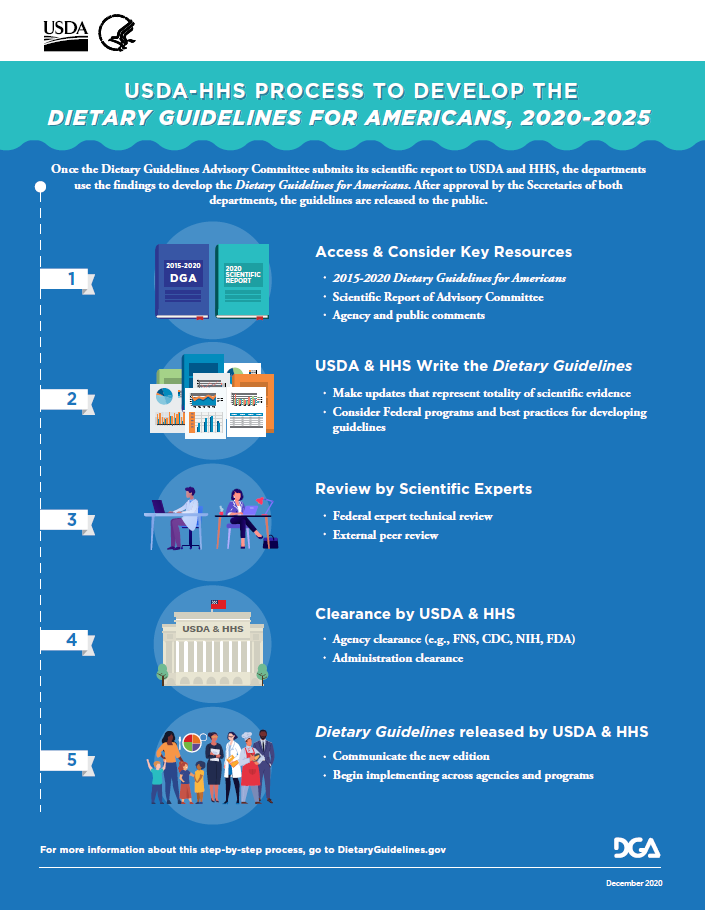 USDA
USDA-HHS PROCESS TO DEVELOP THE
DIETARY GUIDELINES FOR AMERICANS, 2020-2025
Once the Dietary Guidelines Advisory Committee submits its scientific report to USDA and HHS, the departments
use the findings to develop the Dietary Guidelines for Americans. After approval by the Secretaries of both
departments, the guidelines are released to the public.
1
2015-2020
DGA
2020
SCIENTIFIC
REPORT
Access & Consider Key Resources
· 2015-2020 Dietary Guidelines for Americans
· Scientific Report of Advisory Committee
· Agency and public comments
2
USDA & HHS Write the Dietary Guidelines
· Make updates that represent totality of scientific evidence
· Consider Federal programs and best practices for developing
guidelines
3
Review by Scientific Experts
· Federal expert technical review
· External peer review
4
USDA & HHS
Clearance by USDA & HHS
· Agency clearance (e.g., FNS, CDC, NIH, FDA)
· Administration clearance
5
Dietary Guidelines released by USDA & HHS
· Communicate the new edition
· Begin implementing across agencies and programs
For more information about this step-by-step process, go to DietaryGuidelines.gov
DGA
December 2020